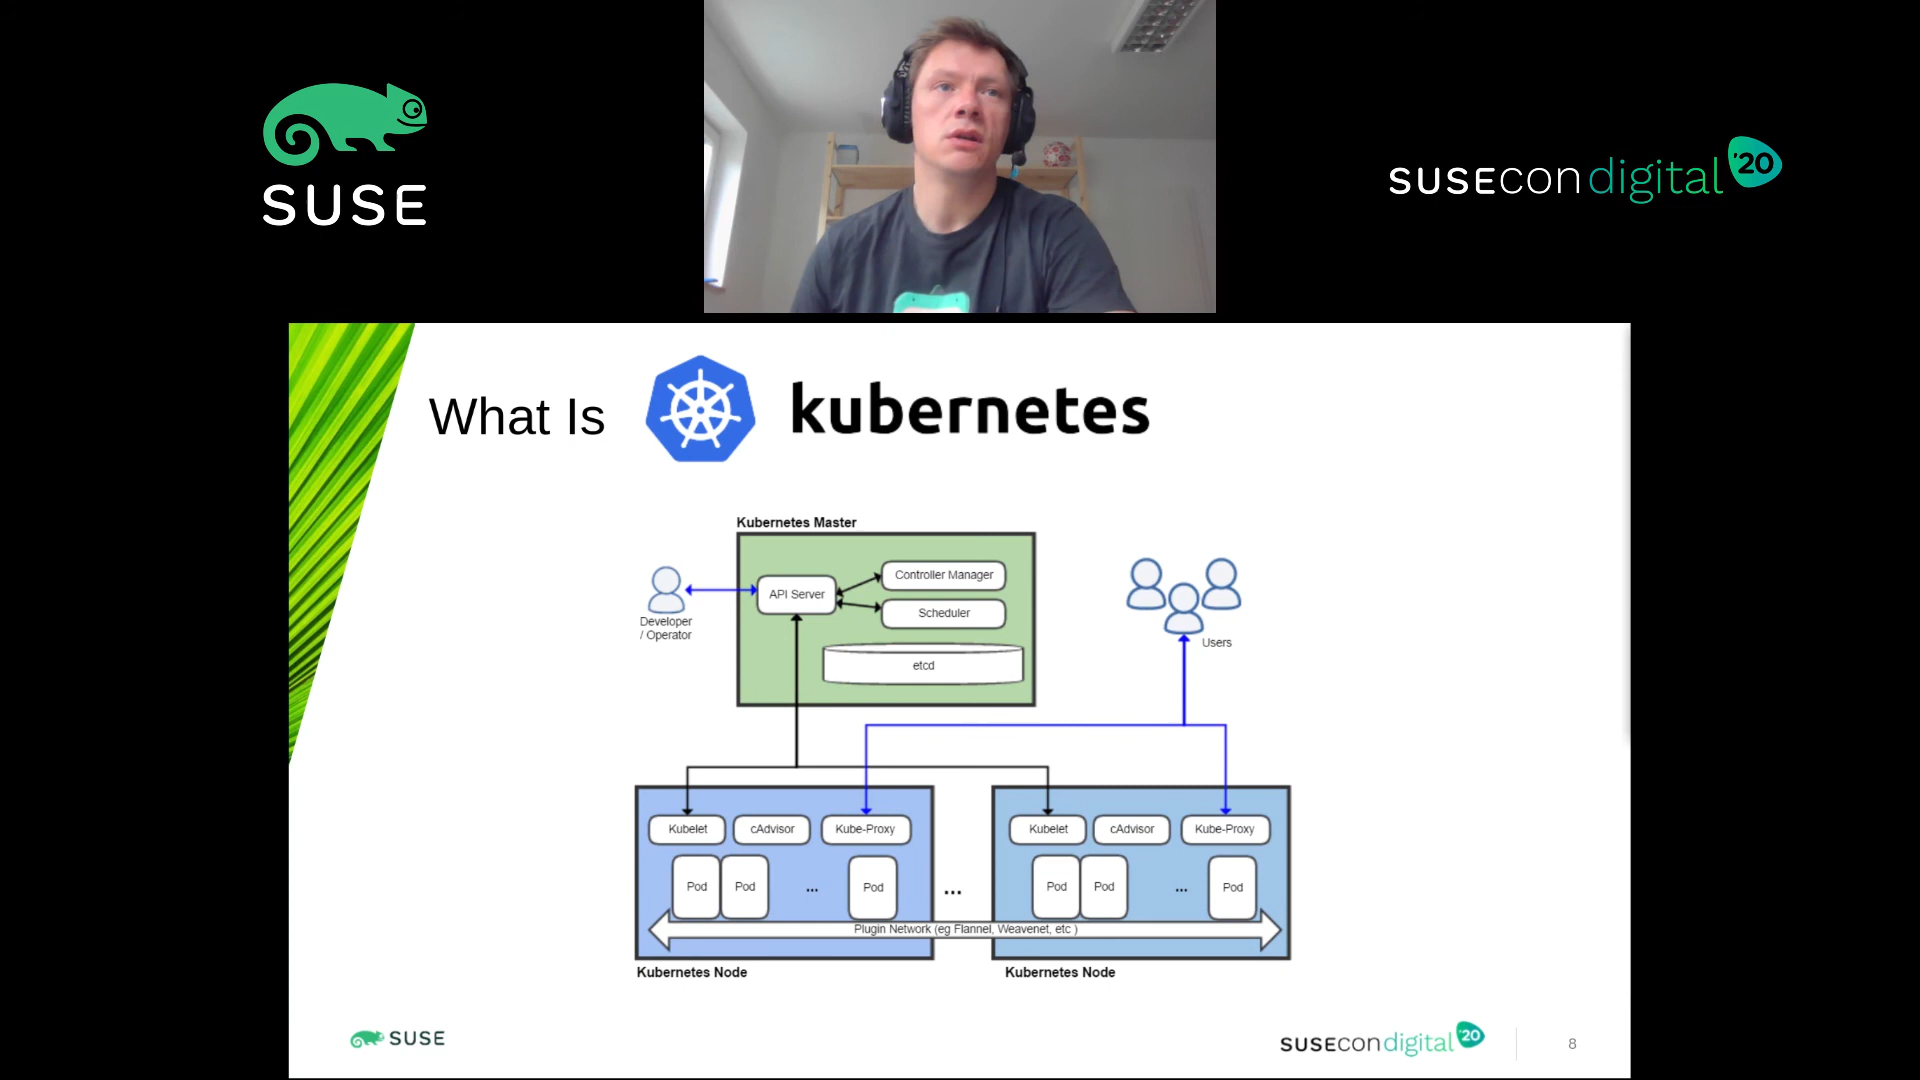 SUSE
susecon digital '20
What Is kubernetes
Kubernetes Master
API Server
Controller Manager
Scheduler
etcd
Developer
/ Operator
Users
Kubelet
cAdvisor
Kube-Proxy
Kubelet
cAdvisor
Kube-Proxy
Pod
Pod
...
Pod
...
Pod
Pod
...
Pod
Plugin Network (eg Flannel, Weavenet, etc )
Kubernetes Node
Kubernetes Node
SUSE
susecon digital '20
8